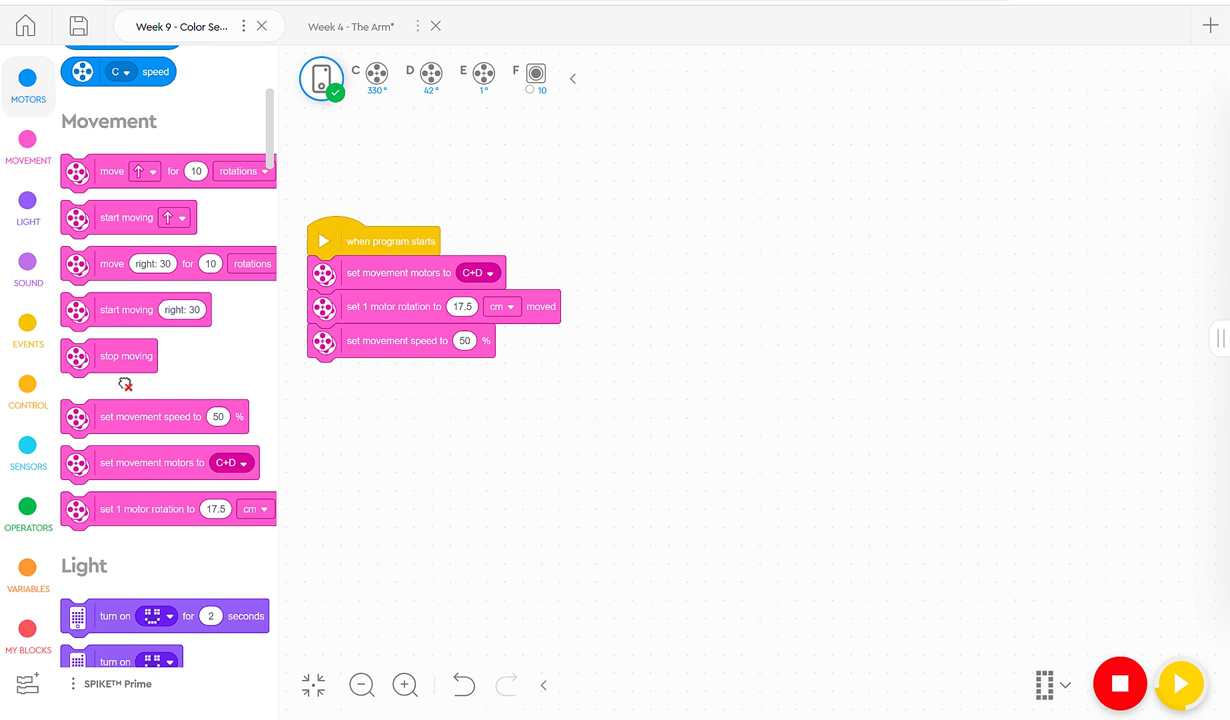 Week 9 - Color Se...
Week 4 - The Arm*
C speed
MOTORS
Movement
move for 10 rotations
MOVEMENT
start moving
LIGHT
move right: 30 for 10 rotations
SOUND
start moving right: 30
EVENTS
stop moving
CONTROL
set movement speed to 50 %
SENSORS
set movement motors to C+D
set 1 motor rotation to 17.5 cm
OPERATORS
Light
VARIABLES
turn on for 2 seconds
MY BLOCKS
turn on
SPIKE™ Prime
C D E F
330° 42° 1° 10
when program starts
set movement motors to C+D
set 1 motor rotation to 17.5 cm moved
set movement speed to 50 %